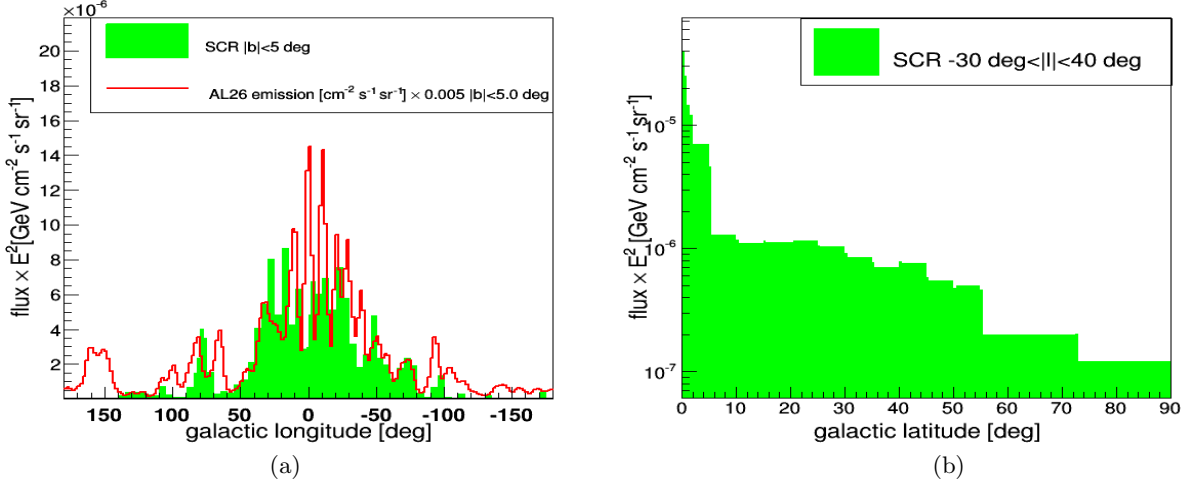 ×10⁻⁶
SCR |b|<5 deg
AL26 emission [cm⁻² s⁻¹ sr⁻¹] × 0.005 |b|<5.0 deg
flux × E²[GeV cm⁻² s⁻¹ sr⁻¹]
20
18
16
14
12
10
8
6
4
2
150 100 50 0 -50 -100 -150
galactic longitude [deg]
(a)
SCR -30 deg<|l|<40 deg
flux × E² [GeV cm⁻² s⁻¹ sr⁻¹]
10⁻⁵
10⁻⁶
10⁻⁷
0 10 20 30 40 50 60 70 80 90
galactic latitude [deg]
(b)